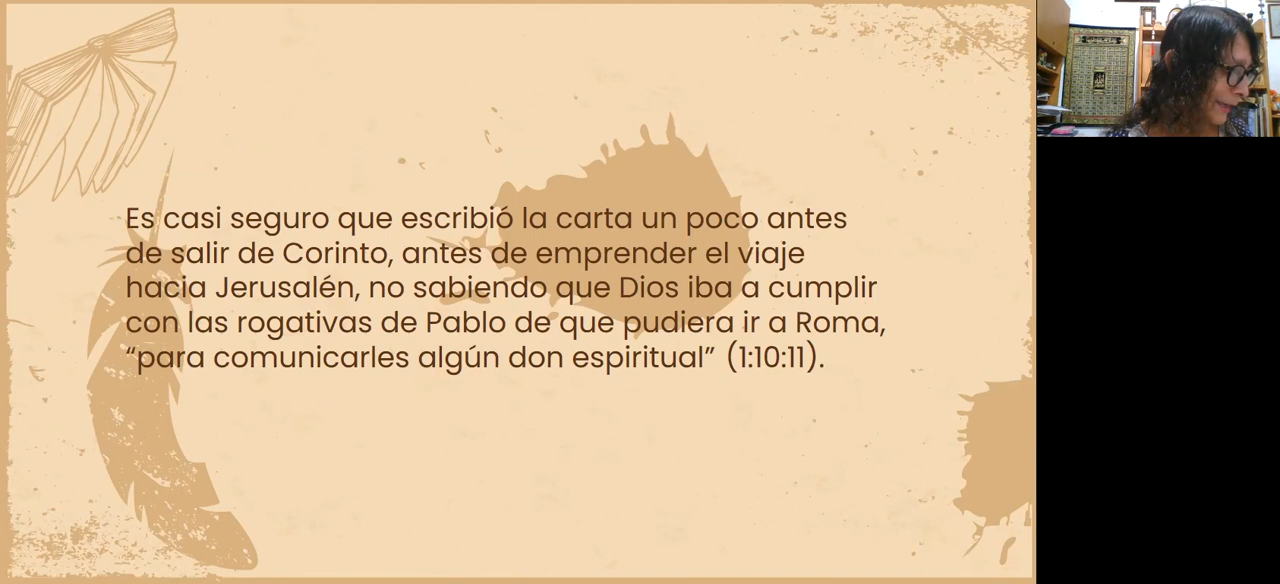 Es casi seguro que escribió la carta un poco antes
de salir de Corinto, antes de emprender el viaje
hacia Jerusalén, no sabiendo que Dios iba a cumplir
con las rogativas de Pablo de que pudiera ir a Roma,
“para comunicarles algún don espiritual” (1:10:11).